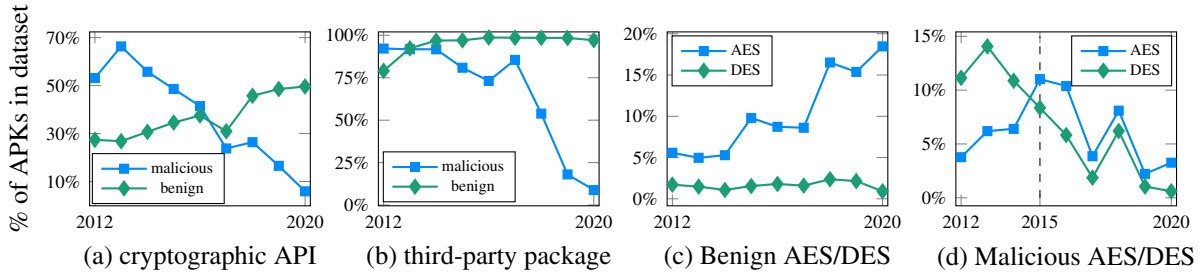 % of APKs in dataset
70%
50%
30%
10%
malicious
benign
2012
2020
(a) cryptographic API
100%
75%
50%
25%
0%
malicious
benign
2012
2020
(b) third-party package
20%
15%
10%
5%
0%
AES
DES
2012
2020
(c) Benign AES/DES
15%
10%
5%
0%
AES
DES
2012
2015
2020
(d) Malicious AES/DES